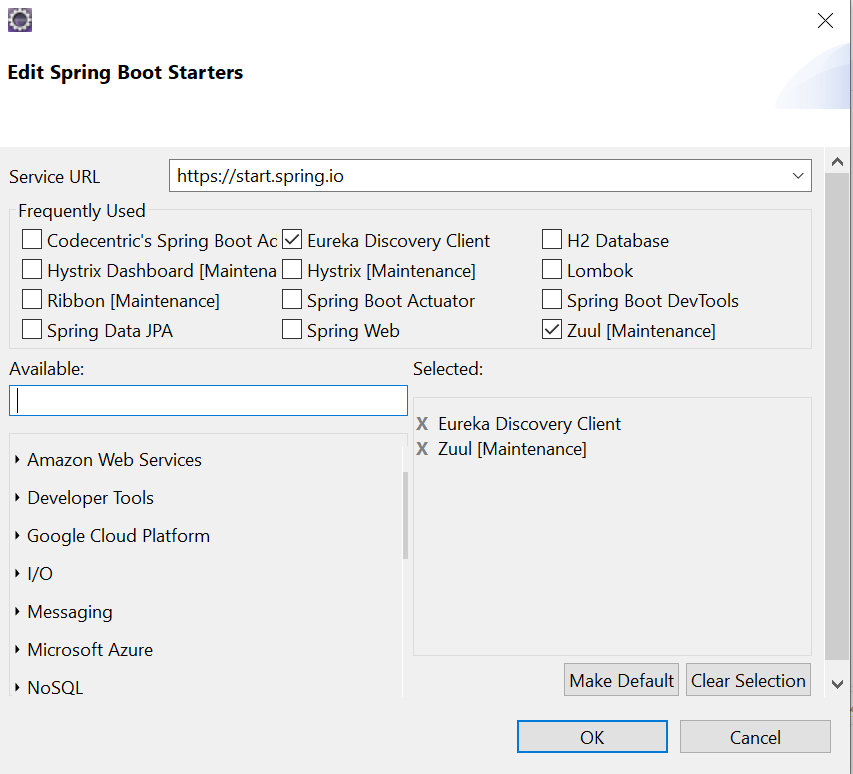 Edit Spring Boot Starters
Service URL
https://start.spring.io
Frequently Used
Codecentric's Spring Boot Ac
Eureka Discovery Client
H2 Database
Hystrix Dashboard [Maintena
Hystrix [Maintenance]
Lombok
Ribbon [Maintenance]
Spring Boot Actuator
Spring Boot DevTools
Spring Data JPA
Spring Web
Zuul [Maintenance]
Available:
Selected:
X Eureka Discovery Client
X Zuul [Maintenance]
Amazon Web Services
Developer Tools
Google Cloud Platform
I/O
Messaging
Microsoft Azure
NoSQL
Make Default
Clear Selection
OK
Cancel